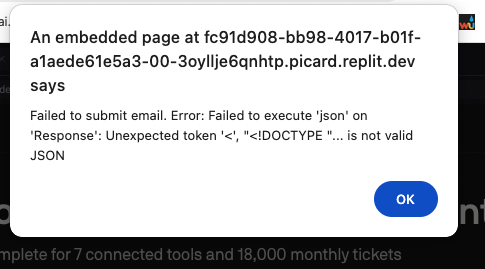 ai.
An embedded page at fc91d908-bb98-4017-b01f-
a1aede61e5a3-00-3oyllje6qnhtp.picard.replit.dev
says
Failed to submit email. Error: Failed to execute 'json' on
'Response': Unexpected token '<', "<!DOCTYPE "... is not valid
JSON
OK
mplete for 7 connected tools and 18,000 monthly tickets